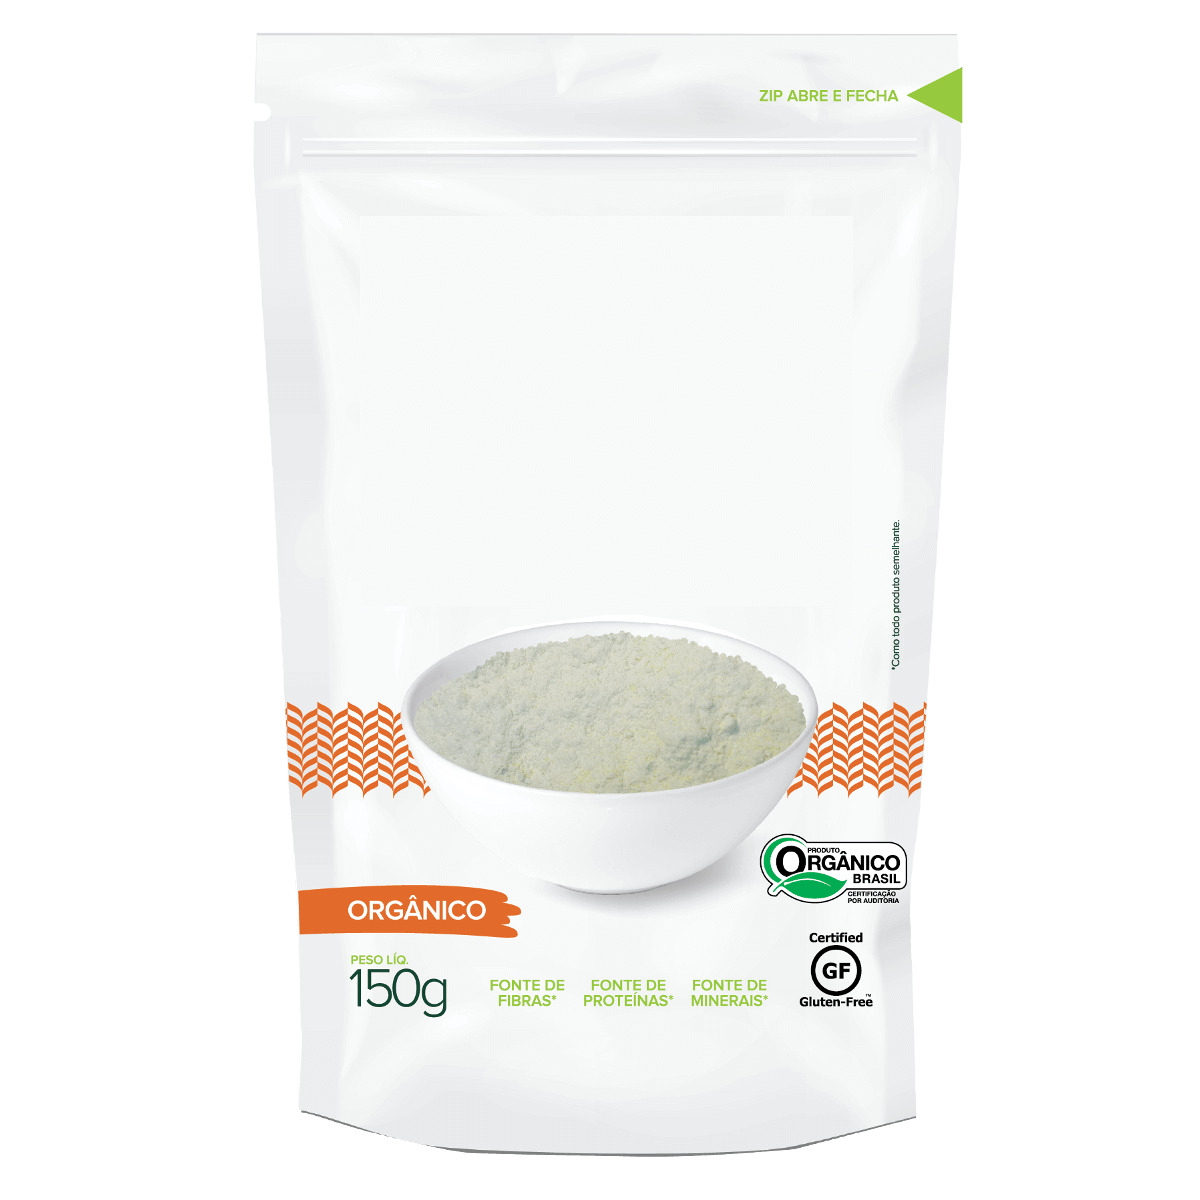 ZIP ABRE E FECHA
*Como todo produto semelhante.
PRODUTO
ORGÂNICO
BRASIL
CERTIFICAÇÃO
POR AUDITORIA
ORGÂNICO
Certified
GF
Gluten-Free™
PESO LÍQ.
150g
FONTE DE
FIBRAS*
FONTE DE
PROTEÍNAS*
FONTE DE
MINERAIS*